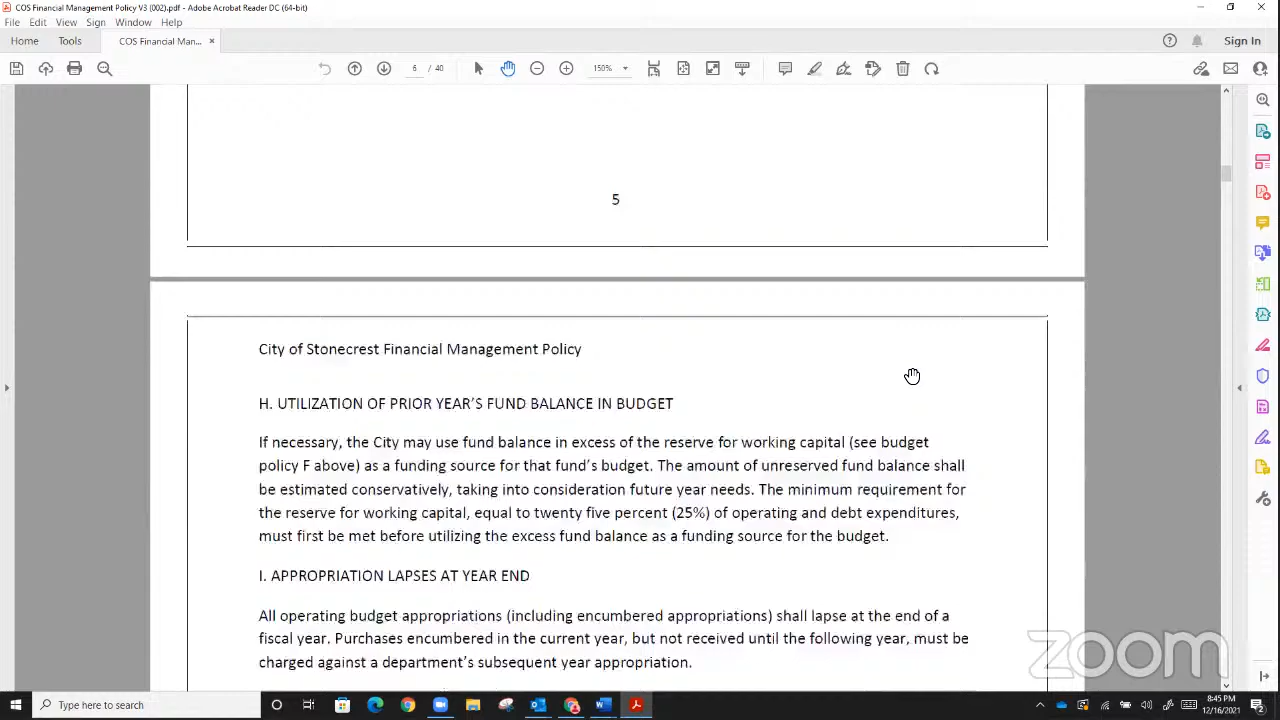 COS Financial Management Policy V3 (002).pdf - Adobe Acrobat Reader DC (64-bit)
File Edit View Sign Window Help
Home Tools COS Financial Man... × Sign In
6 / 40 150%
5
City of Stonecrest Financial Management Policy
H. UTILIZATION OF PRIOR YEAR’S FUND BALANCE IN BUDGET
If necessary, the City may use fund balance in excess of the reserve for working capital (see budget
policy F above) as a funding source for that fund’s budget. The amount of unreserved fund balance shall
be estimated conservatively, taking into consideration future year needs. The minimum requirement for
the reserve for working capital, equal to twenty five percent (25%) of operating and debt expenditures,
must first be met before utilizing the excess fund balance as a funding source for the budget.
I. APPROPRIATION LAPSES AT YEAR END
All operating budget appropriations (including encumbered appropriations) shall lapse at the end of a
fiscal year. Purchases encumbered in the current year, but not received until the following year, must be
charged against a department’s subsequent year appropriation.
zoom
Type here to search
8:45 PM
12/16/2021